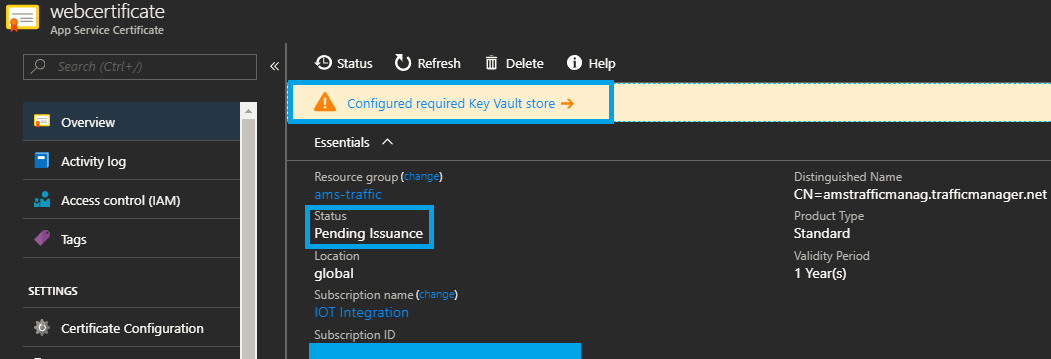 webcertificate
App Service Certificate
Search (Ctrl+/)
Overview
Activity log
Access control (IAM)
Tags
SETTINGS
Certificate Configuration
Status Refresh Delete Help
Configured required Key Vault store
Essentials
Resource group (change)
ams-traffic
Status
Pending Issuance
Location
global
Subscription name (change)
IOT Integration
Subscription ID
Distinguished Name
CN=amstrafficmanag.trafficmanager.net
Product Type
Standard
Validity Period
1 Year(s)